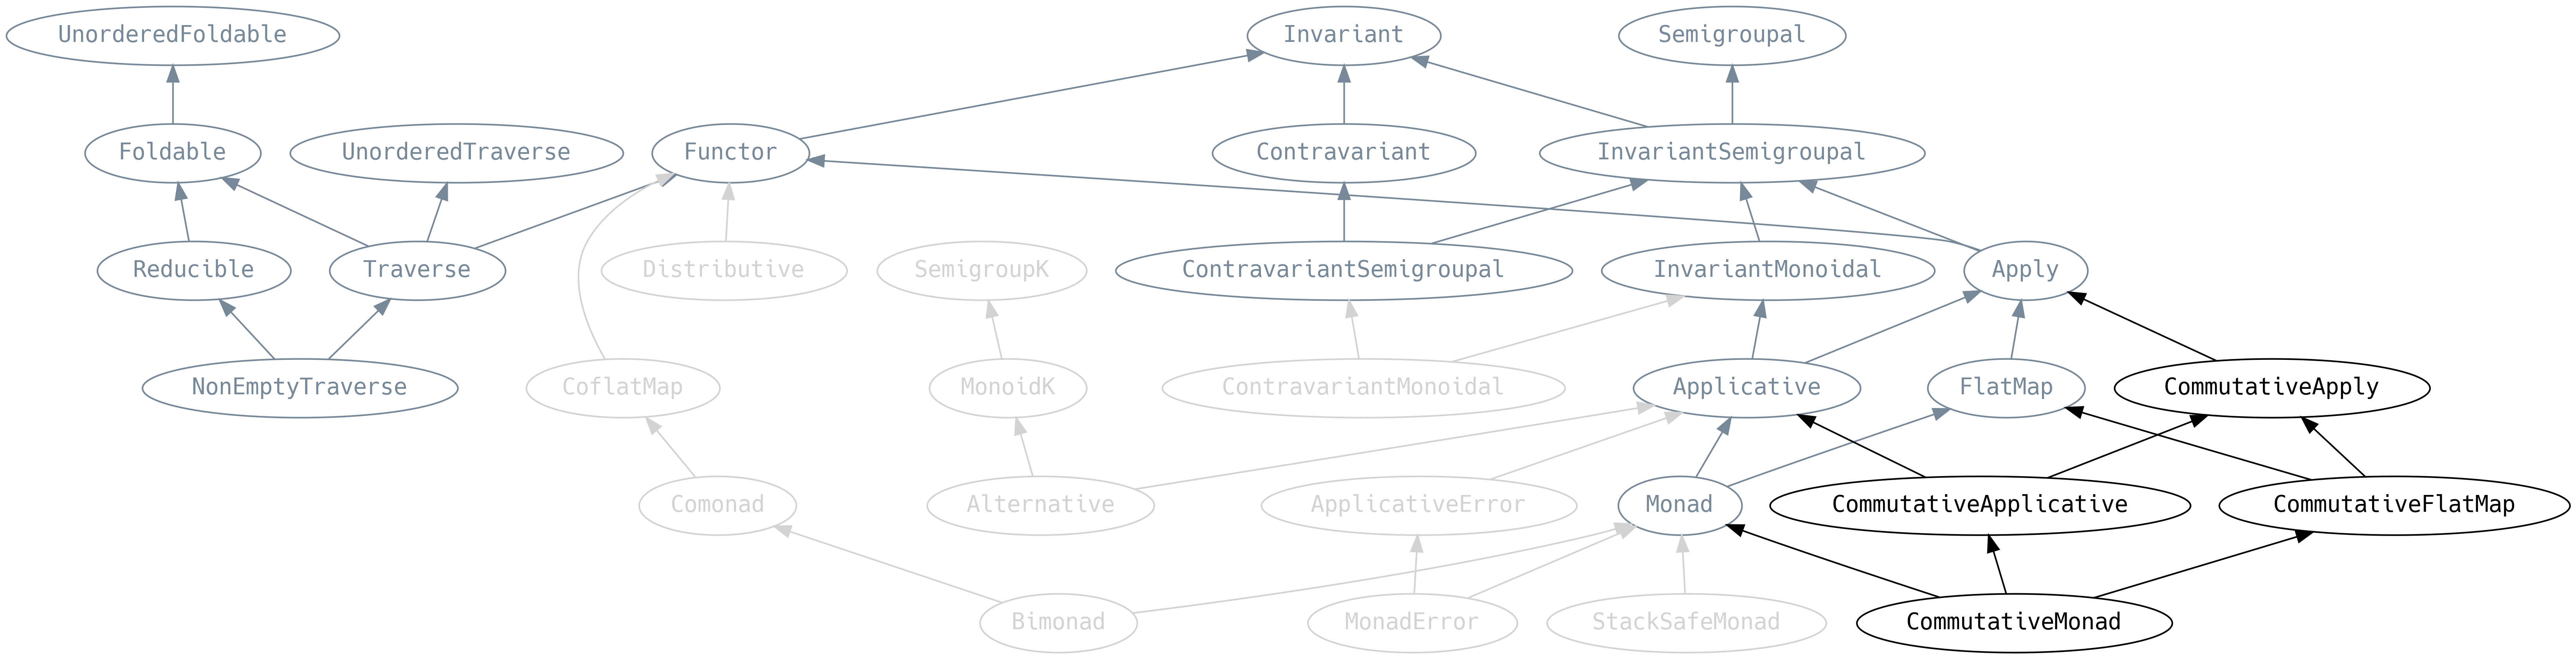 UnorderedFoldable
Invariant
Semigroupal
Foldable
UnorderedTraverse
Functor
Contravariant
InvariantSemigroupal
Reducible
Traverse
Distributive
SemigroupK
ContravariantSemigroupal
InvariantMonoidal
Apply
NonEmptyTraverse
CoflatMap
MonoidK
ContravariantMonoidal
Applicative
FlatMap
CommutativeApply
Comonad
Alternative
ApplicativeError
Monad
CommutativeApplicative
CommutativeFlatMap
Bimonad
MonadError
StackSafeMonad
CommutativeMonad